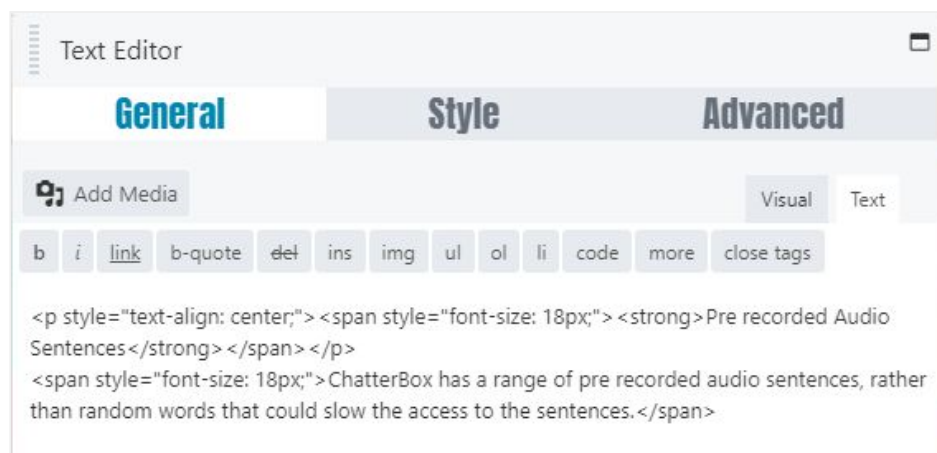 Text Editor
General Style Advanced
Add Media
Visual Text
b i link b-quote del ins img ul ol li code more close tags
<p style="text-align: center;"><span style="font-size: 18px;"><strong>Pre recorded Audio
Sentences</strong></span></p>
<span style="font-size: 18px;">ChatterBox has a range of pre recorded audio sentences, rather
than random words that could slow the access to the sentences.</span>